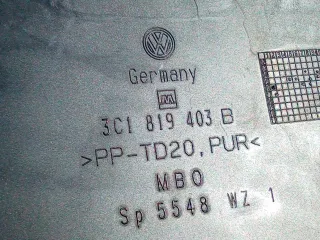 Germany
3C1 819 403 B
>PP-TD20,PUR<
MBO
Sp 5548 WZ 1